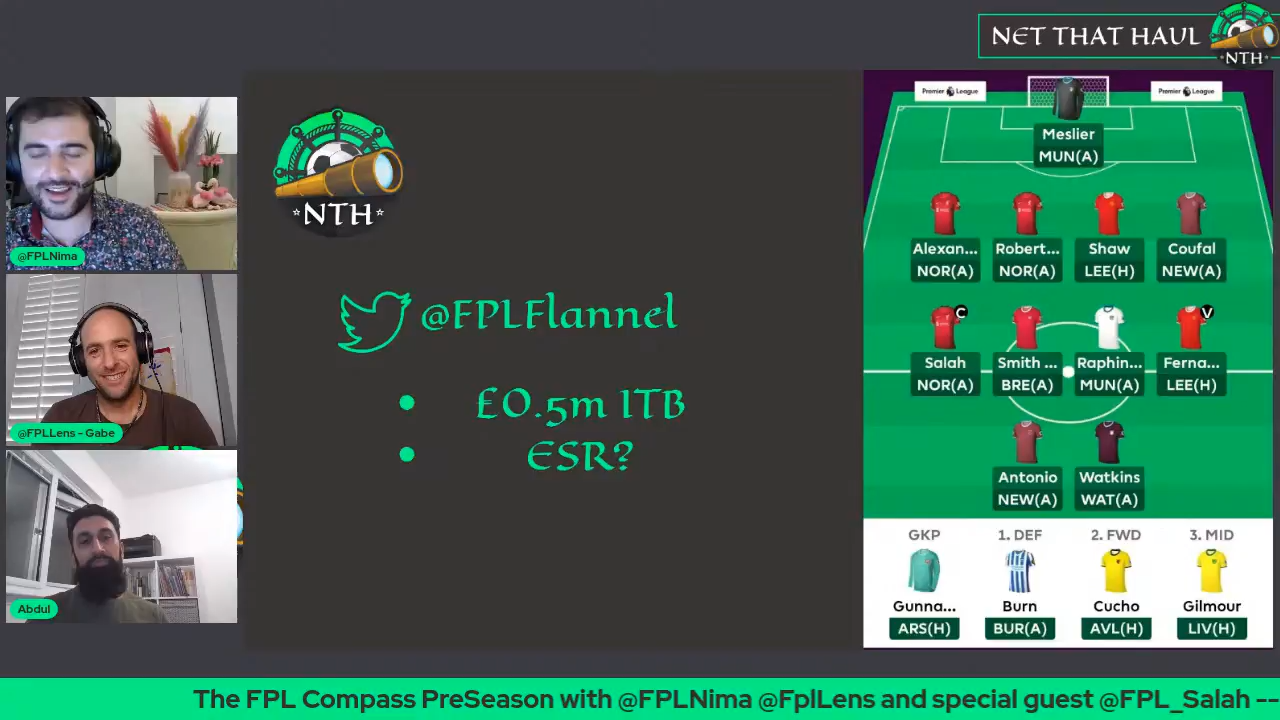 NET THAT HAUL
NTH
@FPLNima
@FPLLens - Gabe
Abdul
NTH
@FPLFlannel
£0.5m ITB
ESR?
Premier League
Premier League
Meslier
MUN(A)
Alexan... Robert... Shaw Coufal
NOR(A) NOR(A) LEE(H) NEW(A)
C V
Salah Smith ... Raphin... Ferna...
NOR(A) BRE(A) MUN(A) LEE(H)
Antonio Watkins
NEW(A) WAT(A)
GKP 1. DEF 2. FWD 3. MID
Gunna... Burn Cucho Gilmour
ARS(H) BUR(A) AVL(H) LIV(H)
The FPL Compass PreSeason with @FPLNima @FplLens and special guest @FPL_Salah --